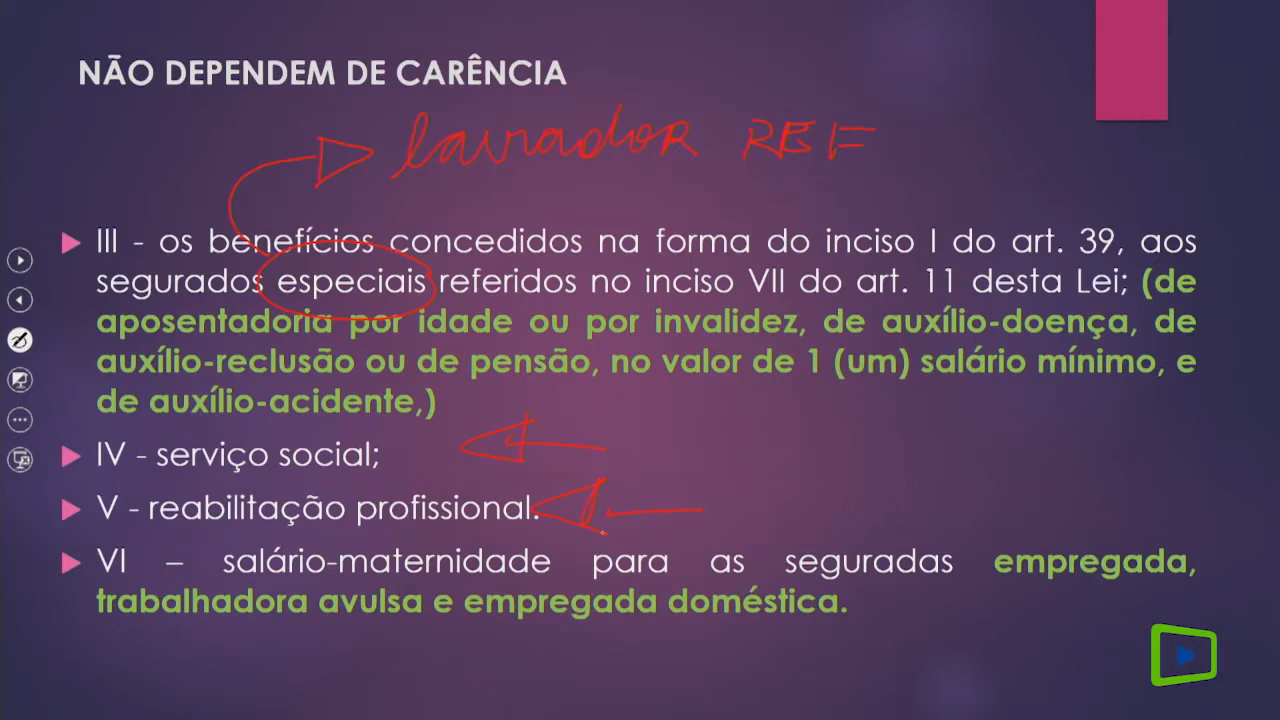 NÃO DEPENDEM DE CARÊNCIA
lavrador REF
III - os benefícios concedidos na forma do inciso I do art. 39, aos
segurados especiais referidos no inciso VII do art. 11 desta Lei; (de
aposentadoria por idade ou por invalidez, de auxílio-doença, de
auxílio-reclusão ou de pensão, no valor de 1 (um) salário mínimo, e
de auxílio-acidente,)
IV - serviço social;
V - reabilitação profissional.
VI – salário-maternidade para as seguradas empregada,
trabalhadora avulsa e empregada doméstica.